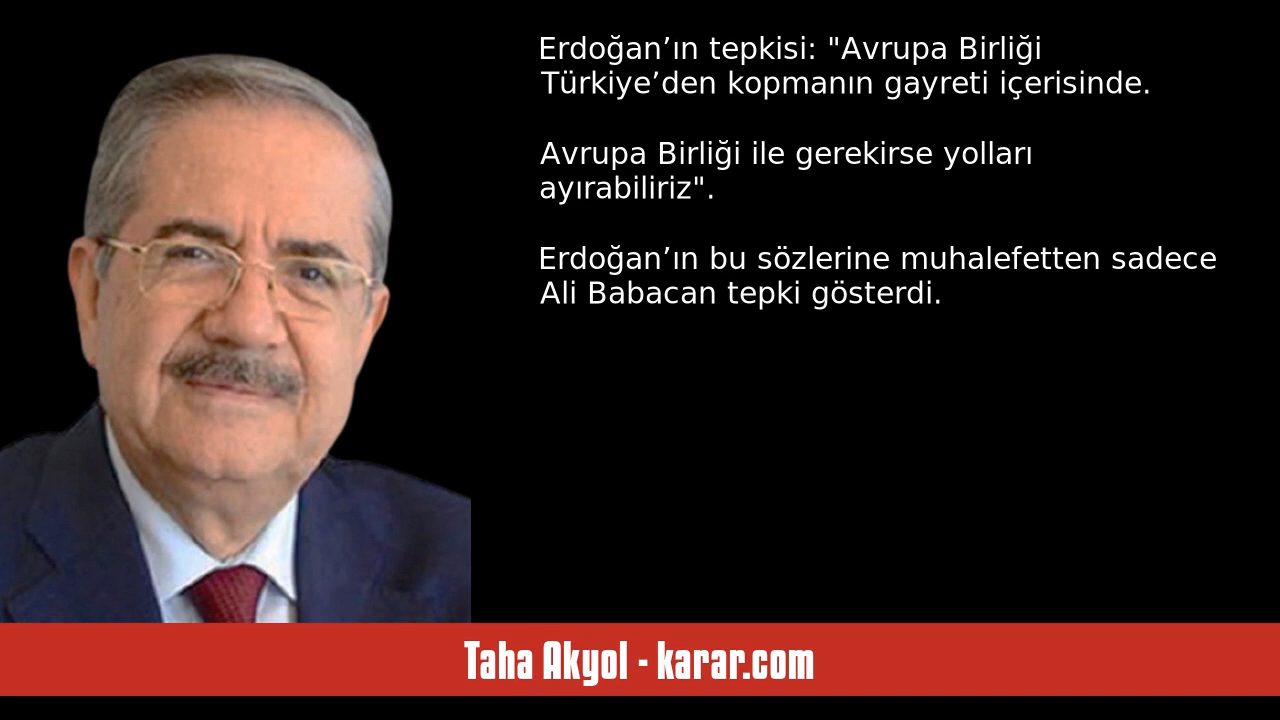 Erdoğan’ın tepkisi: "Avrupa Birliği
Türkiye’den kopmanın gayreti içerisinde.
Avrupa Birliği ile gerekirse yolları
ayırabiliriz".
Erdoğan’ın bu sözlerine muhalefetten sadece
Ali Babacan tepki gösterdi.
Taha Akyol - karar.com